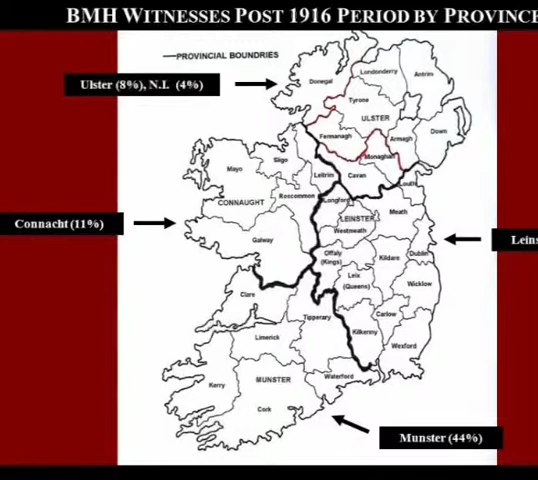 BMH WITNESSES POST 1916 PERIOD BY PROVINCE
PROVINCIAL BOUNDRIES
Ulster (8%), N.I. (4%)
Donegal
Londonderry
Antrim
Tyrone
ULSTER
Fermanagh
Armagh
Down
Monaghan
Sligo
Leitrim
Cavan
Louth
Mayo
Roscommon
Longford
CONNAUGHT
Meath
LEINSTER
Westmeath
Connacht (11%)
Galway
Offaly
(Kings)
Kildare
Dublin
Leins
Leix
(Queens)
Wicklow
Clare
Tipperary
Carlow
Limerick
Kilkenny
Wexford
Kerry
MUNSTER
Waterford
Cork
Munster (44%)